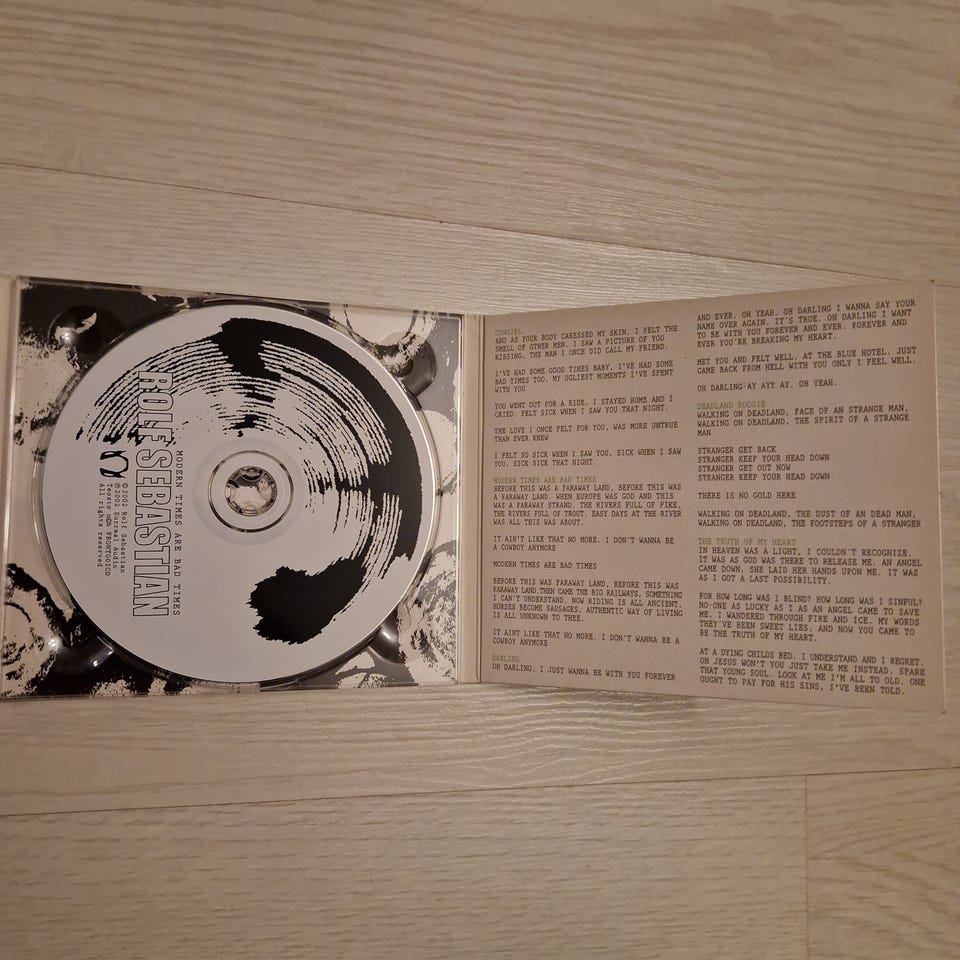 ROLF SEBASTIAN
MODERN TIMES ARE BAD TIMES
©2002 Rolf Sebastian
℗2002 Surreal Audio
FRONT021CD
All rights reserved
COWGIRL
AND AS YOUR BODY CARESSED MY SKIN, I FELT THE
SMELL OF OTHER MEN. I SAW A PICTURE OF YOU
KISSING, THE MAN I ONCE DID CALL MY FRIEND.
I'VE HAD SOME GOOD TIMES BABY. I'VE HAD SOME
BAD TIMES TOO. MY UGLIEST MOMENTS I'VE SPENT
WITH YOU
YOU WENT OUT FOR A RIDE, I STAYED HOME AND I
CRIED. FELT SICK WHEN I SAW YOU THAT NIGHT.
THE LOVE I ONCE FELT FOR YOU, WAS MORE UNTRUE
THAN EVER KNEW
I FELT SO SICK WHEN I SAW YOU, SICK WHEN I SAW
YOU, SICK SICK THAT NIGHT.
MODERN TIMES ARE BAD TIMES
BEFORE THIS WAS A FARAWAY LAND, BEFORE THIS WAS
A FARAWAY LAND. WHEN EUROPE WAS GOD AND THIS
WAS A FARAWAY STRAND. THE RIVERS FULL OF PIKE,
THE RIVERS FULL OF TROUT. EASY DAYS AT THE RIVER
WAS ALL THIS WAS ABOUT.
IT AIN'T LIKE THAT NO MORE. I DON'T WANNA BE
A COWBOY ANYMORE
MODERN TIMES ARE BAD TIMES
BEFORE THIS WAS FARAWAY LAND, BEFORE THIS WAS
FARAWAY LAND.THEN CAME THE BIG RAILWAYS, SOMETHING
I CAN'T UNDERSTAND. NOW RIDING IS ALL ANCIENT,
HORSES BECOME SAUSAGES, AUTHENTIC WAY OF LIVING
IS ALL UNKNOWN TO THEE.
IT AINT LIKE THAT NO MORE. I DON'T WANNA BE A
COWBOY ANYMORE
DARLING
OH DARLING. I JUST WANNA BE WITH YOU FOREVER
AND EVER. OH YEAH. OH DARLING I WANNA SAY YOUR
NAME OVER AGAIN. IT'S TRUE. OH DARLING I WANT
TO BE WITH YOU FOREVER AND EVER. FOREVER AND
EVER YOU'RE BREAKING MY HEART.
MET YOU AND FELT WELL. AT THE BLUE HOTEL. JUST
CAME BACK FROM HELL WITH YOU ONLY I FEEL WELL.
OH DARLING-AY AYY AY. OH YEAH.
DEADLAND BOOGIE
WALKING ON DEADLAND, FACE OF AN STRANGE MAN,
WALKING ON DEADLAND, THE SPIRIT OF A STRANGE
MAN
STRANGER GET BACK
STRANGER KEEP YOUR HEAD DOWN
STRANGER GET OUT NOW
STRANGER KEEP YOUR HEAD DOWN
THERE IS NO GOLD HERE
WALKING ON DEADLAND, THE DUST OF AN DEAD MAN,
WALKING ON DEADLAND, THE FOOTSTEPS OF A STRANGER
THE TRUTH OF MY HEART
IN HEAVEN WAS A LIGHT, I COULDN'T RECOGNIZE.
IT WAS AS GOD WAS THERE TO RELEASE ME. AN ANGEL
CAME DOWN, SHE LAID HER HANDS UPON ME. IT WAS
AS I GOT A LAST POSSIBILITY.
FOR HOW LONG WAS I BLIND? HOW LONG WAS I SINFUL?
NO-ONE AS LUCKY AS I AS AN ANGEL CAME TO SAVE
ME. I WANDERED THROUGH FIRE AND ICE. MY WORDS
THEY'VE BEEN SWEET LIES, AND NOW YOU CAME TO
BE THE TRUTH OF MY HEART.
AT A DYING CHILDS BED. I UNDERSTAND AND I REGRET.
OH JESUS WON'T YOU JUST TAKE ME INSTEAD, SPARE
THAT YOUNG SOUL. LOOK AT ME I'M ALL TO OLD. ONE
OUGHT TO PAY FOR HIS SINS, I'VE BEEN TOLD.